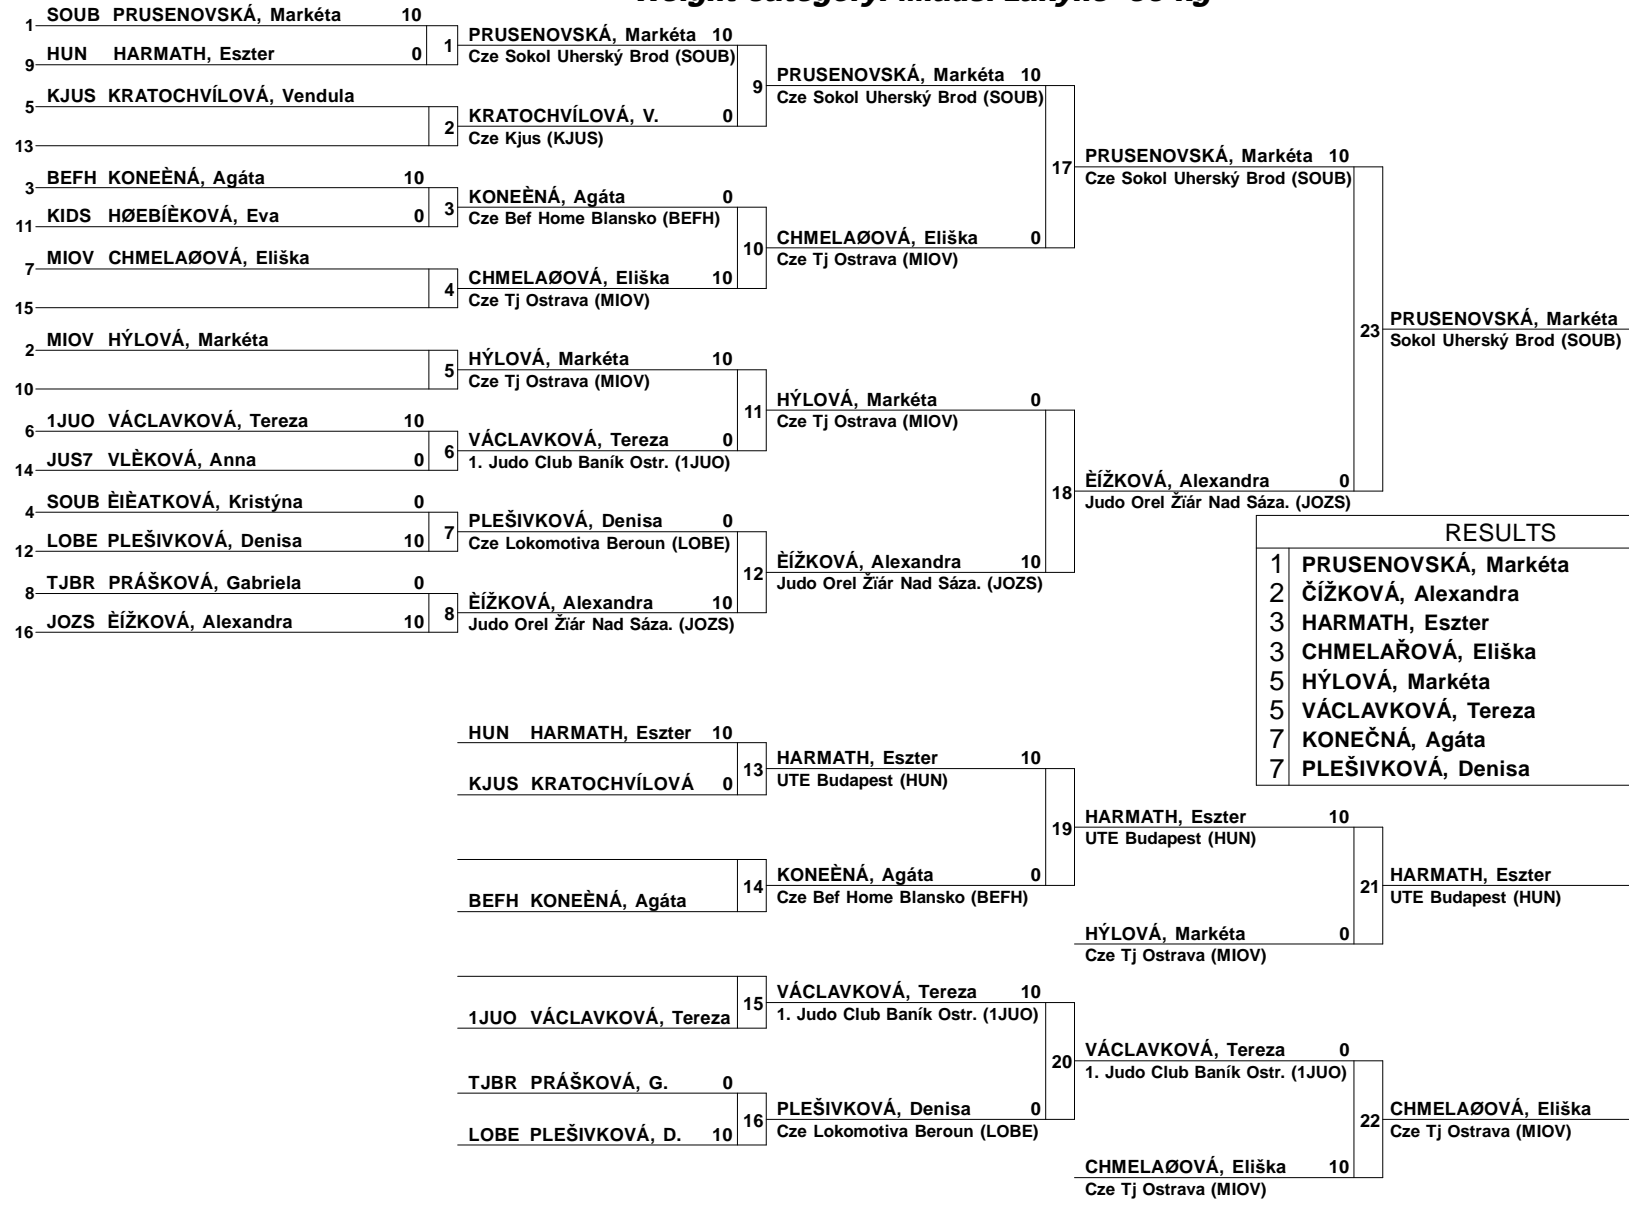 SOUB PRUSENOVSKÁ, Markéta 10
1
HUN HARMATH, Eszter 0
9
1
KJUS KRATOCHVÍLOVÁ, Vendula
5
13
2
BEFH KONEÈNÁ, Agáta 10
3
KIDS HØEBÍÈKOVÁ, Eva 0
11
3
MIOV CHMELAØOVÁ, Eliška
7
15
4
MIOV HÝLOVÁ, Markéta
2
10
5
1JUO VÁCLAVKOVÁ, Tereza 10
6
JUS7 VLÈKOVÁ, Anna 0
14
6
SOUB ÈIÈATKOVÁ, Kristýna 0
4
LOBE PLEŠIVKOVÁ, Denisa 10
12
7
TJBR PRÁŠKOVÁ, Gabriela 0
8
JOZS ÈÍŽKOVÁ, Alexandra 10
16
8
PRUSENOVSKÁ, Markéta 10
Cze Sokol Uherský Brod (SOUB)
KRATOCHVÍLOVÁ, V. 0
Cze Kjus (KJUS)
9
KONEÈNÁ, Agáta 0
Cze Bef Home Blansko (BEFH)
CHMELAØOVÁ, Eliška 10
Cze Tj Ostrava (MIOV)
10
HÝLOVÁ, Markéta 10
Cze Tj Ostrava (MIOV)
VÁCLAVKOVÁ, Tereza 0
1. Judo Club Baník Ostr. (1JUO)
11
PLEŠIVKOVÁ, Denisa 0
Cze Lokomotiva Beroun (LOBE)
ÈÍŽKOVÁ, Alexandra 10
Judo Orel Žïár Nad Sáza. (JOZS)
12
PRUSENOVSKÁ, Markéta 10
Cze Sokol Uherský Brod (SOUB)
CHMELAØOVÁ, Eliška 0
Cze Tj Ostrava (MIOV)
17
HÝLOVÁ, Markéta 0
Cze Tj Ostrava (MIOV)
ÈÍŽKOVÁ, Alexandra 10
Judo Orel Žïár Nad Sáza. (JOZS)
18
PRUSENOVSKÁ, Markéta 10
Cze Sokol Uherský Brod (SOUB)
ÈÍŽKOVÁ, Alexandra 0
Judo Orel Žïár Nad Sáza. (JOZS)
23
PRUSENOVSKÁ, Markéta
Sokol Uherský Brod (SOUB)
RESULTS
1 PRUSENOVSKÁ, Markéta
2 ČÍŽKOVÁ, Alexandra
3 HARMATH, Eszter
3 CHMELAŘOVÁ, Eliška
5 HÝLOVÁ, Markéta
5 VÁCLAVKOVÁ, Tereza
7 KONEČNÁ, Agáta
7 PLEŠIVKOVÁ, Denisa
HUN HARMATH, Eszter 10
KJUS KRATOCHVÍLOVÁ 0
13
BEFH KONEÈNÁ, Agáta
14
1JUO VÁCLAVKOVÁ, Tereza
15
TJBR PRÁŠKOVÁ, G. 0
LOBE PLEŠIVKOVÁ, D. 10
16
HARMATH, Eszter 10
UTE Budapest (HUN)
KONEÈNÁ, Agáta 0
Cze Bef Home Blansko (BEFH)
19
VÁCLAVKOVÁ, Tereza 10
1. Judo Club Baník Ostr. (1JUO)
PLEŠIVKOVÁ, Denisa 0
Cze Lokomotiva Beroun (LOBE)
20
HARMATH, Eszter 10
UTE Budapest (HUN)
HÝLOVÁ, Markéta 0
Cze Tj Ostrava (MIOV)
21
HARMATH, Eszter
UTE Budapest (HUN)
VÁCLAVKOVÁ, Tereza 0
1. Judo Club Baník Ostr. (1JUO)
CHMELAØOVÁ, Eliška 10
Cze Tj Ostrava (MIOV)
22
CHMELAØOVÁ, Eliška
Cze Tj Ostrava (MIOV)